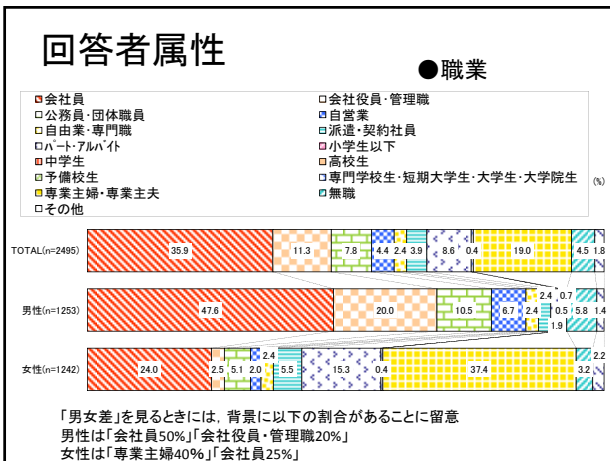 回答者属性
●職業
会社員
会社役員・管理職
公務員・団体職員
自営業
自由業・専門職
派遣・契約社員
パート・アルバイト
小学生以下
中学生
高校生
予備校生
専門学校生・短期大学生・大学生・大学院生
専業主婦・専業主夫
無職
その他
(%)
TOTAL(n=2495) 35.9 11.3 7.8 4.4 2.4 3.9 8.6 0.4 19.0 4.5 1.8
男性(n=1253) 47.6 20.0 10.5 6.7 2.4 2.4 1.9 0.7 0.5 5.8 1.4
女性(n=1242) 24.0 2.5 5.1 2.0 2.4 5.5 15.3 0.4 37.4 3.2 2.2
「男女差」を見るときには，背景に以下の割合があることに留意
男性は「会社員50%」「会社役員・管理職20%」
女性は「専業主婦40%」「会社員25%」